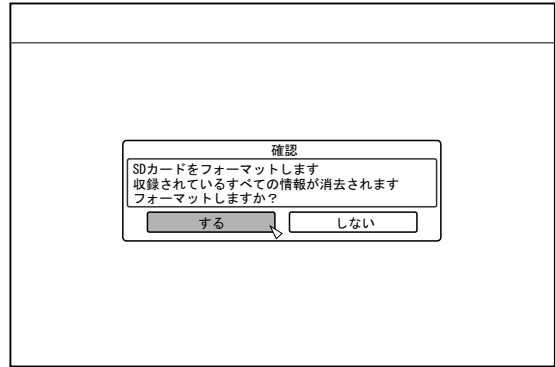 確認
SDカードをフォーマットします
収録されているすべての情報が消去されます
フォーマットしますか？
する
しない